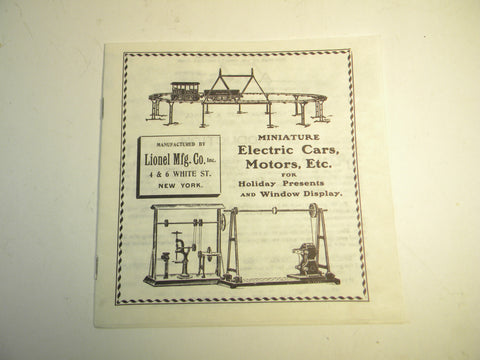 MANUFACTURED BY
Lionel Mfg. Co, Inc.
4 & 6 WHITE ST.
NEW YORK.
MINIATURE
Electric Cars,
Motors, Etc.
FOR
Holiday Presents
AND Window Display.